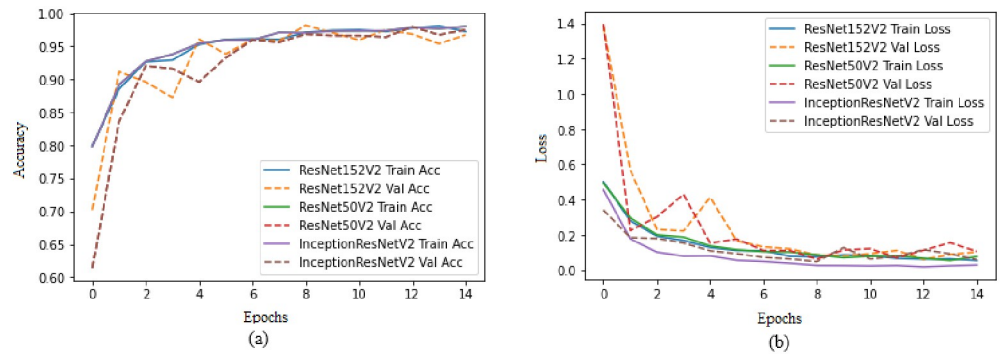 1.00
0.95
0.90
0.85
0.80
0.75
0.70
0.65
0.60
Accuracy
0 2 4 6 8 10 12 14
Epochs
(a)
ResNet152V2 Train Acc
ResNet152V2 Val Acc
ResNet50V2 Train Acc
ResNet50V2 Val Acc
InceptionResNetV2 Train Acc
InceptionResNetV2 Val Acc
1.4
1.2
1.0
0.8
0.6
0.4
0.2
0.0
Loss
0 2 4 6 8 10 12 14
Epochs
(b)
ResNet152V2 Train Loss
ResNet152V2 Val Loss
ResNet50V2 Train Loss
ResNet50V2 Val Loss
InceptionResNetV2 Train Loss
InceptionResNetV2 Val Loss